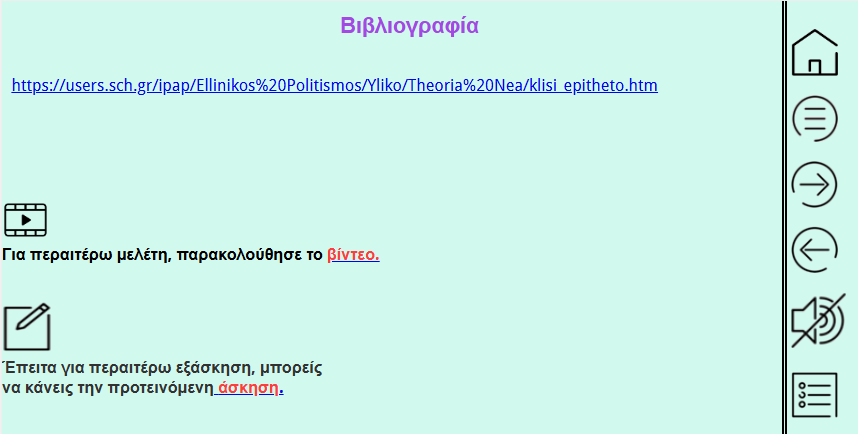 Βιβλιογραφία
https://users.sch.gr/ipap/Ellinikos%20Politismos/Yliko/Theoria%20Nea/klisi_epitheto.htm
Για περαιτέρω μελέτη, παρακολούθησε το βίντεο.
Έπειτα για περαιτέρω εξάσκηση, μπορείς
να κάνεις την προτεινόμενη άσκηση.